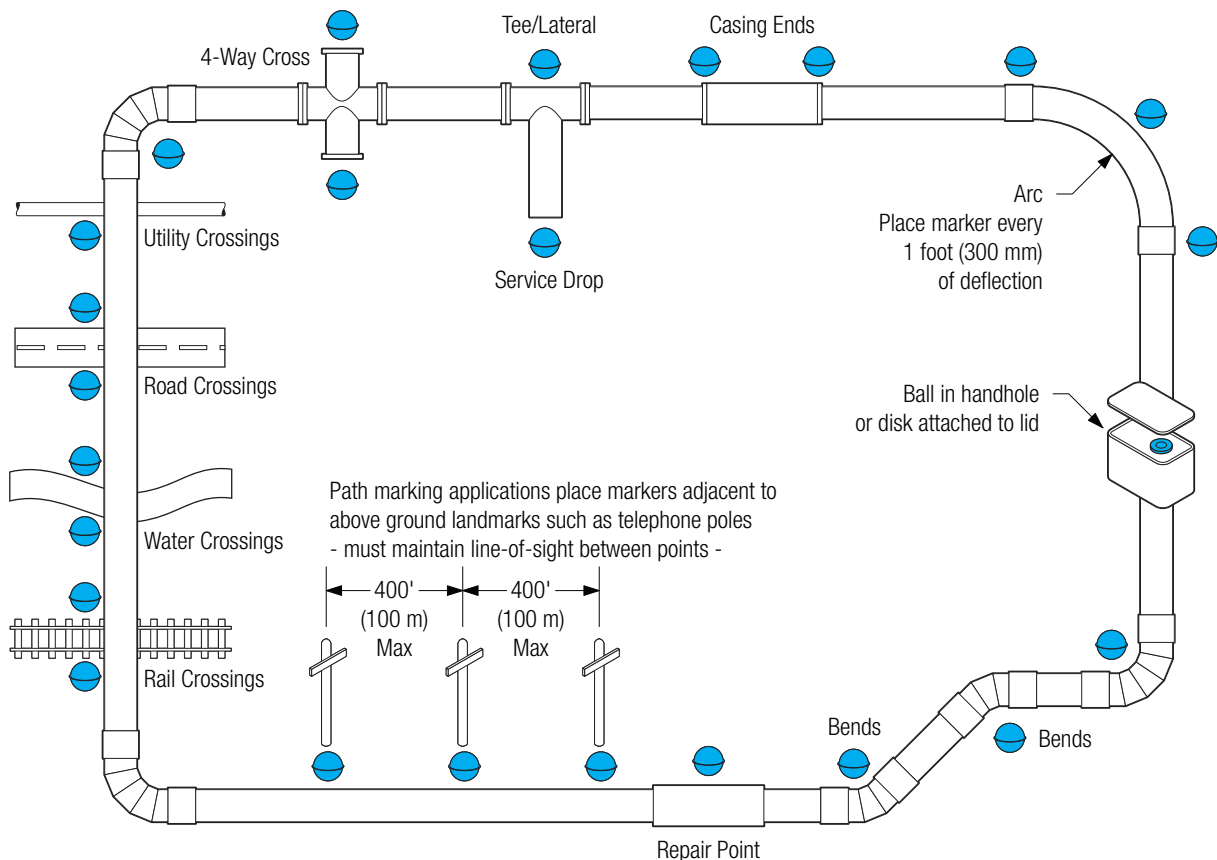 Tee/Lateral
Casing Ends
4-Way Cross
Arc
Place marker every
1 foot (300 mm)
of deflection
Utility Crossings
Service Drop
Road Crossings
Ball in handhole
or disk attached to lid
Path marking applications place markers adjacent to
above ground landmarks such as telephone poles
- must maintain line-of-sight between points -
Water Crossings
400'
(100 m)
Max
400'
(100 m)
Max
Rail Crossings
Bends
Bends
Repair Point